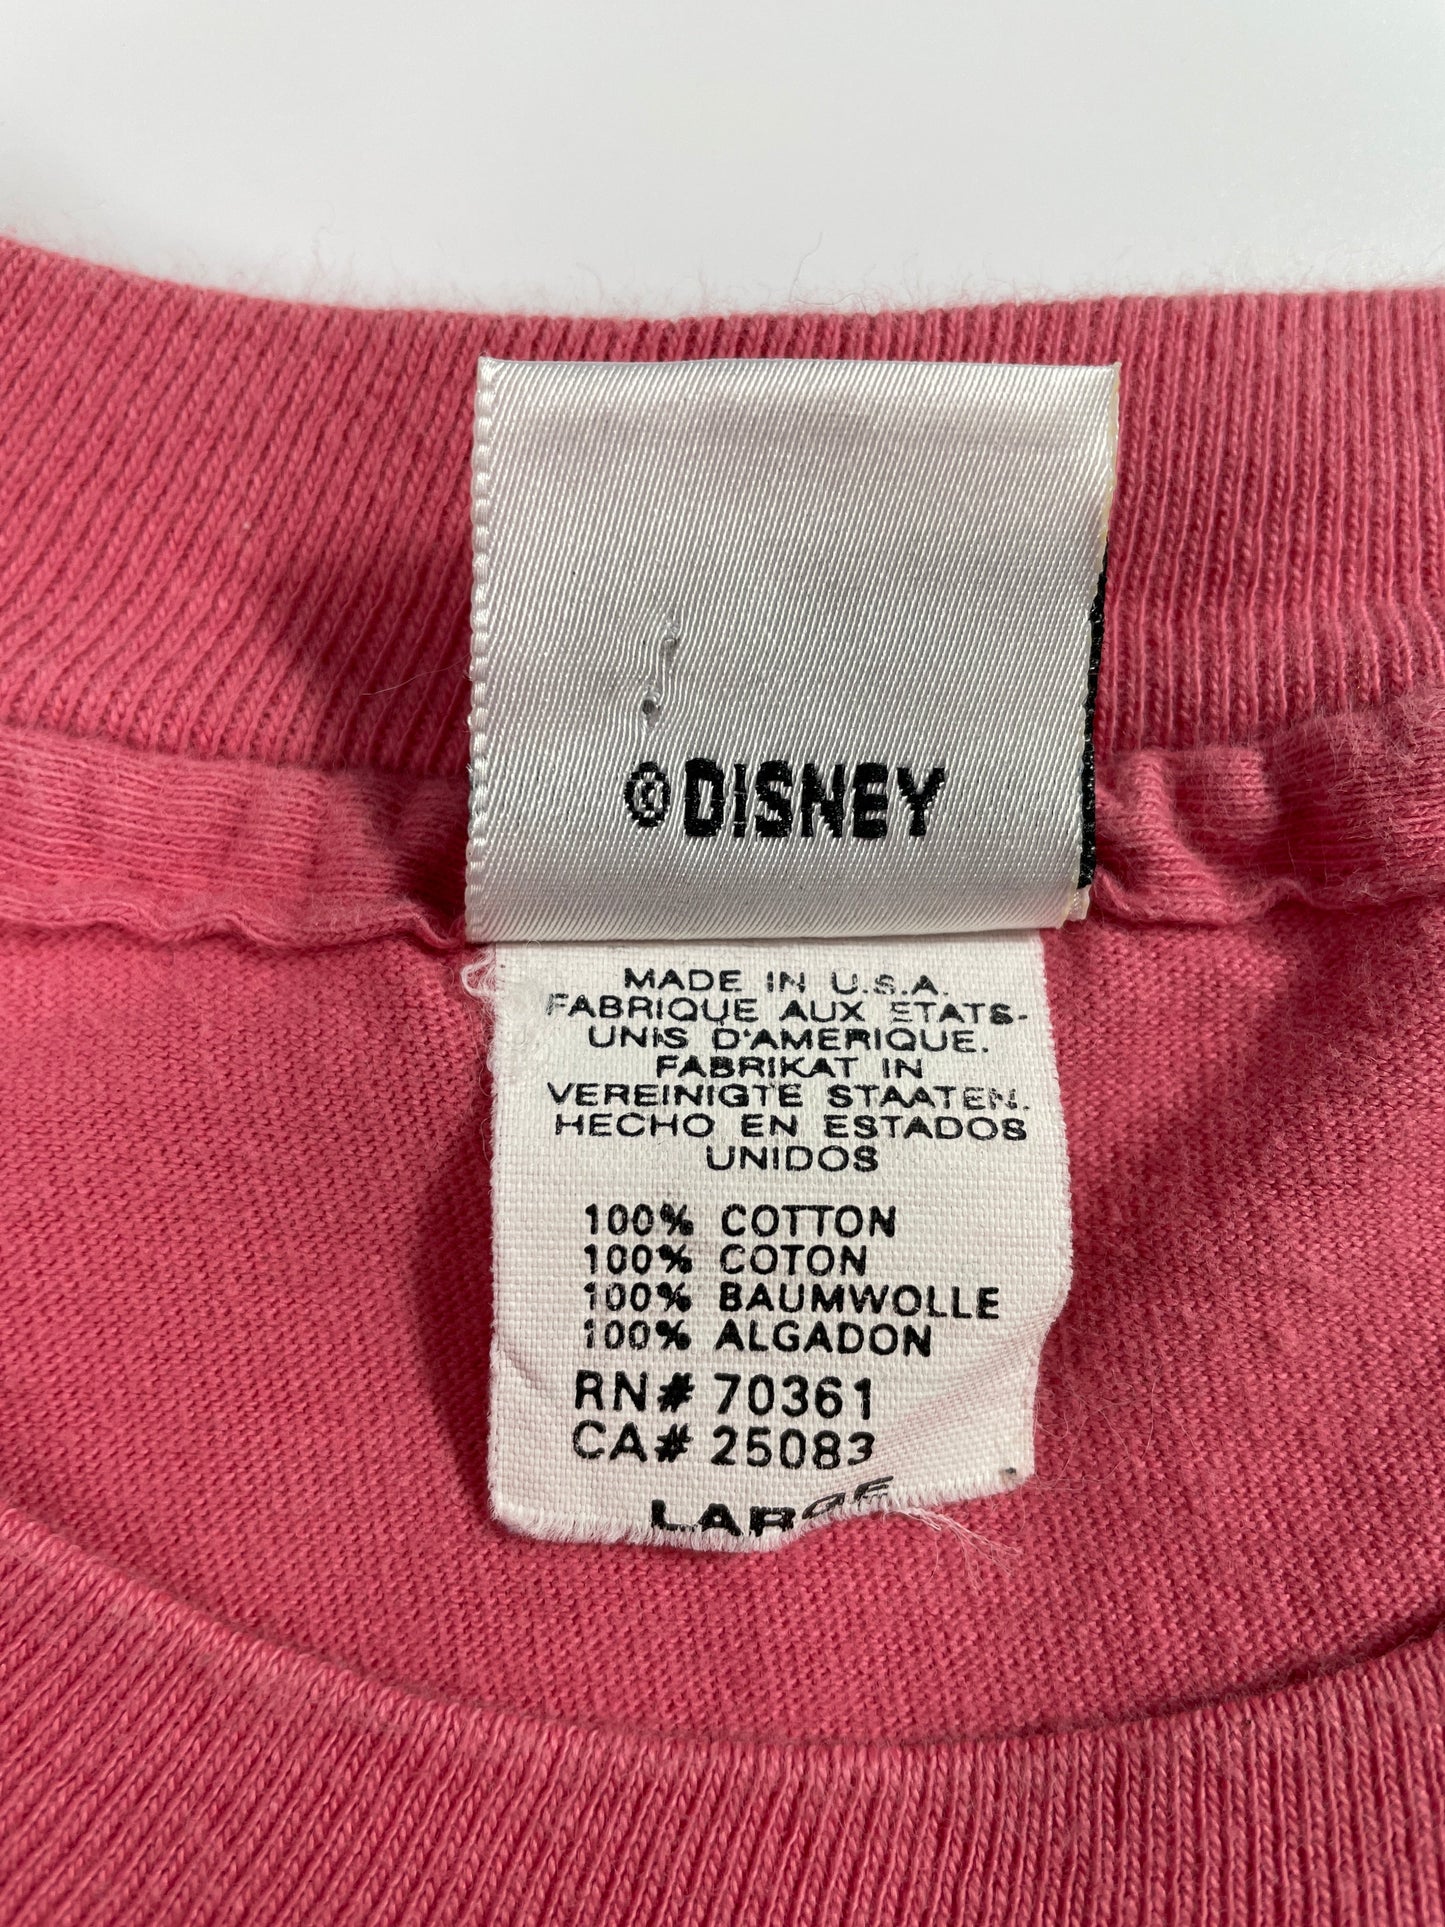 © DISNEY
MADE IN U.S.A.
FABRIQUE AUX ETATS-
UNIS D'AMERIQUE.
FABRIKAT IN
VEREINIGTE STAATEN.
HECHO EN ESTADOS
UNIDOS
100% COTTON
100% COTON
100% BAUMWOLLE
100% ALGADON
RN# 70361
CA# 25083
LARGE